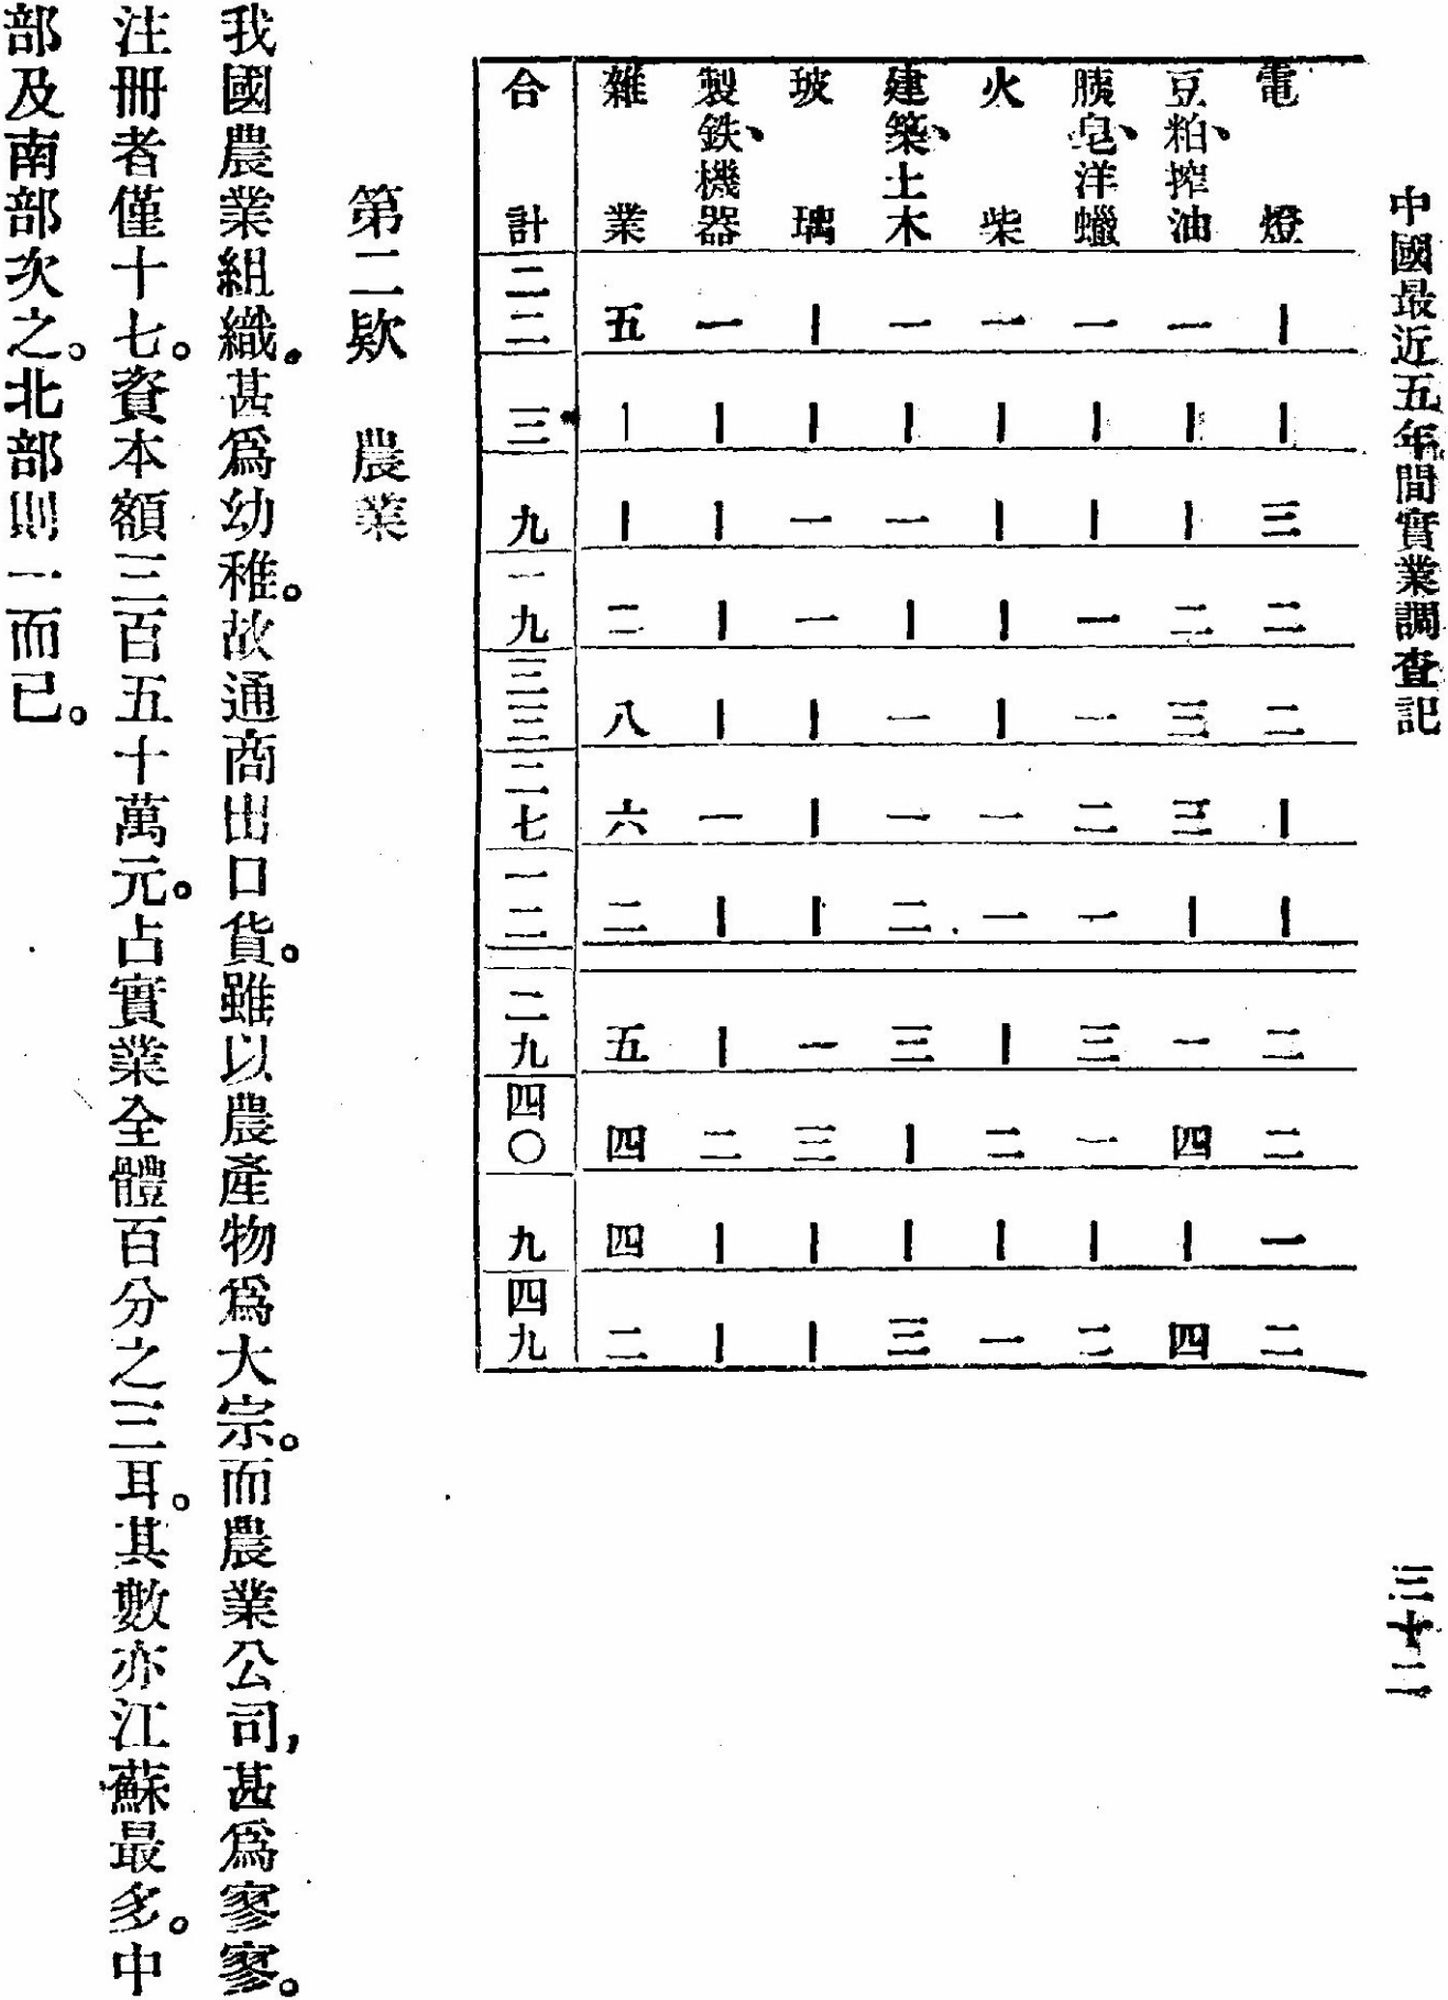 中國最近五年間實業調查記 三十二
電燈 ｜ ｜ 三 二 二 ｜ ｜ 二 二 一 二
豆粕、搾油 一 ｜ ｜ 二 三 三 ｜ 一 四 ｜ 四
胰皂、洋蠟 一 ｜ ｜ 一 一 二 一 三 一 ｜ 二
火柴 一 ｜ ｜ ｜ ｜ 一 一 ｜ 二 ｜ 一
建築、土木 一 ｜ 一 ｜ 一 一 二 三 ｜ ｜ 三
玻璃 ｜ ｜ 一 一 ｜ ｜ ｜ 一 三 ｜ ｜
製鉄、機器 一 ｜ ｜ ｜ ｜ 一 ｜ ｜ 二 ｜ ｜
雜業 五 ｜ ｜ 二 八 六 二 五 四 四 二
合計 二二 三 九 一九 三三 二七 一二 二九 四〇 九 四九
第二欵 農業
我國農業組織。甚爲幼稚。故通商出口貨。雖以農產物爲大宗。而農業公司，甚爲寥寥。
注册者僅十七。資本額三百五十萬元。占實業全體百分之三耳。其數亦江蘇最多。中
部及南部次之。北部則一而已。